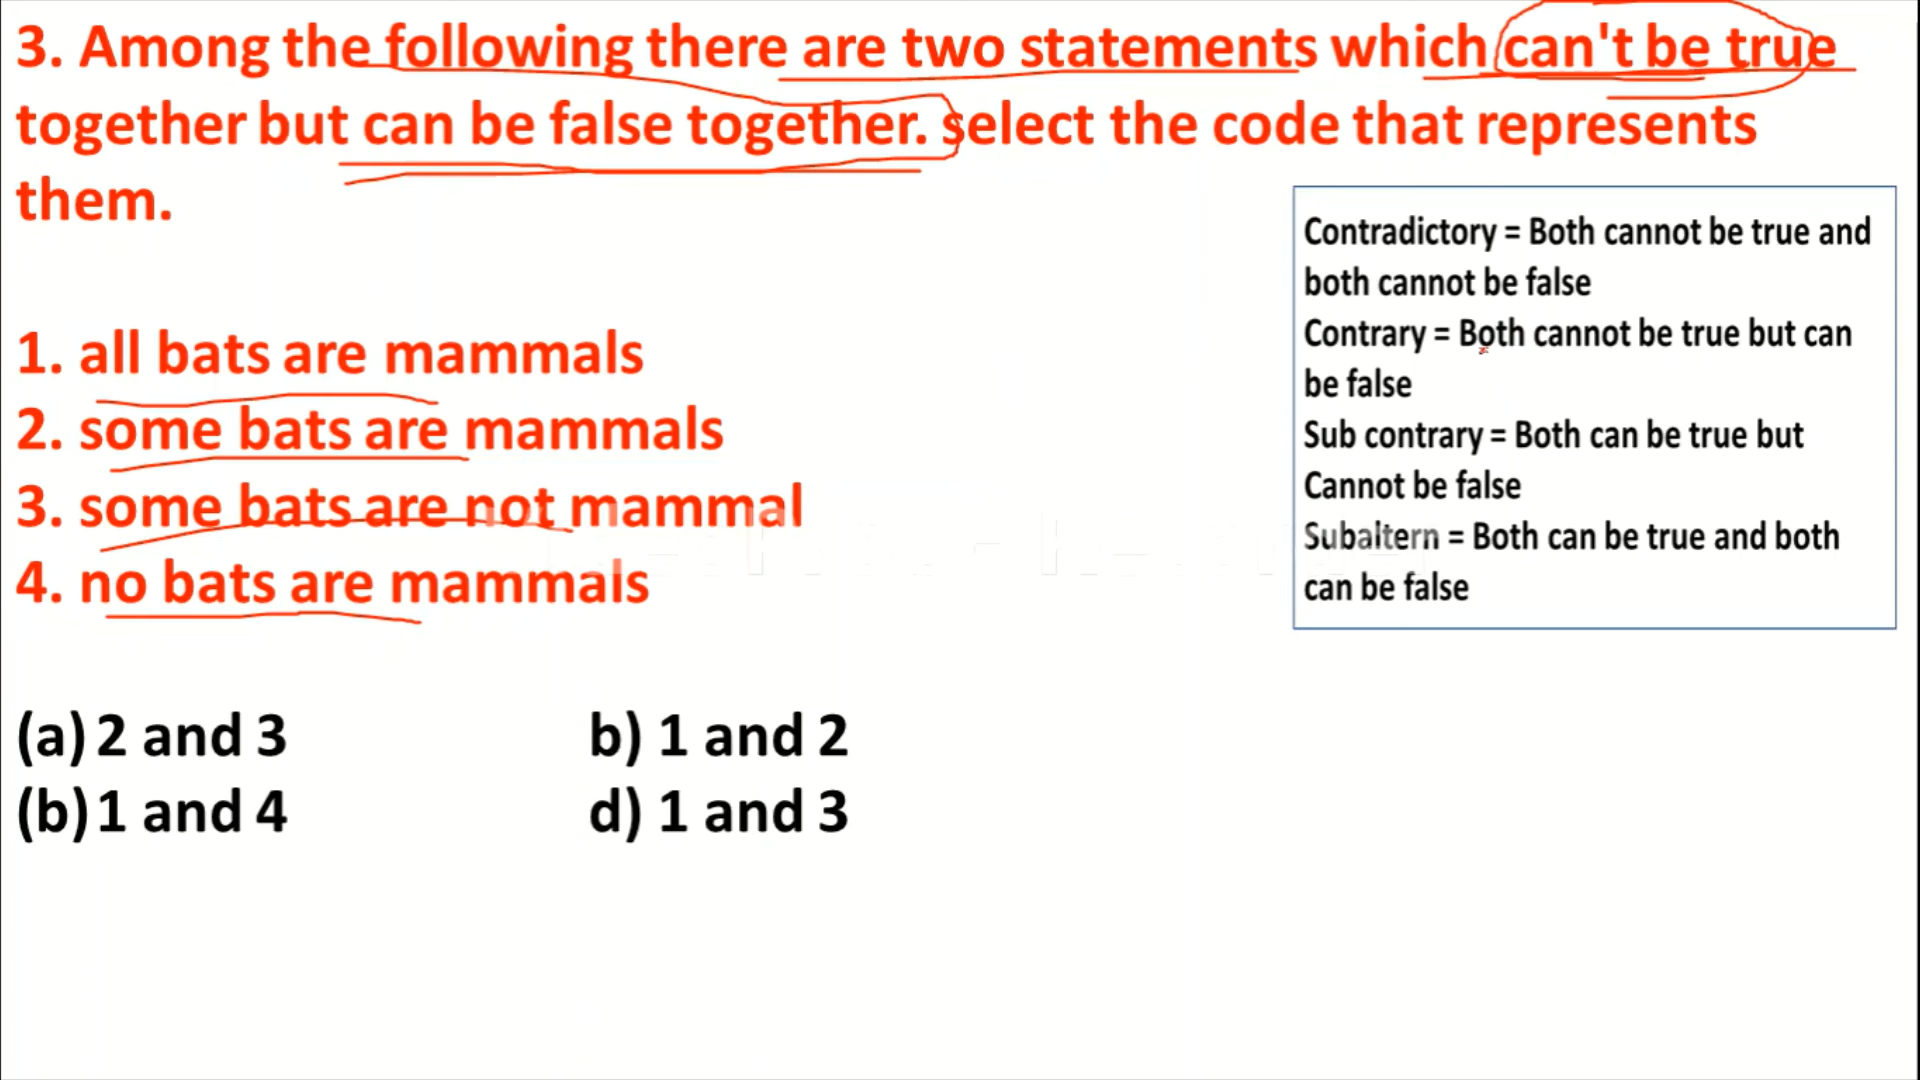 3. Among the following there are two statements which can't be true
together but can be false together. select the code that represents
them.
Contradictory = Both cannot be true and
both cannot be false
Contrary = Both cannot be true but can
be false
Sub contrary = Both can be true but
Cannot be false
Subaltern = Both can be true and both
can be false
1. all bats are mammals
2. some bats are mammals
3. some bats are not mammal
4. no bats are mammals
(a) 2 and 3 b) 1 and 2
(b) 1 and 4 d) 1 and 3